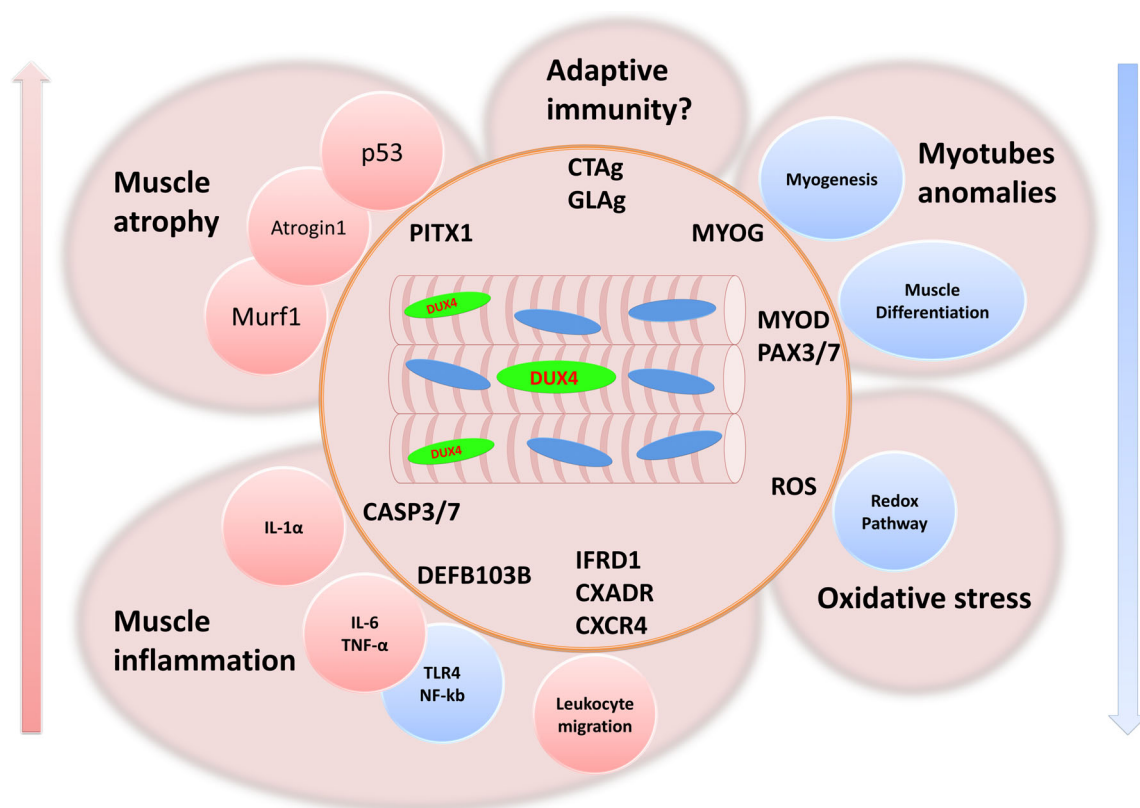 Adaptive
immunity?
Muscle
atrophy
p53
Atrogin1
Murf1
Myotubes
anomalies
Myogenesis
Muscle
Differentiation
CTAg
GLAg
PITX1
MYOG
MYOD
PAX3/7
DUX4
DUX4
DUX4
ROS
CASP3/7
DEFB103B
IFRD1
CXADR
CXCR4
Redox
Pathway
Oxidative stress
Muscle
inflammation
IL-1α
IL-6
TNF-α
TLR4
NF-kb
Leukocyte
migration